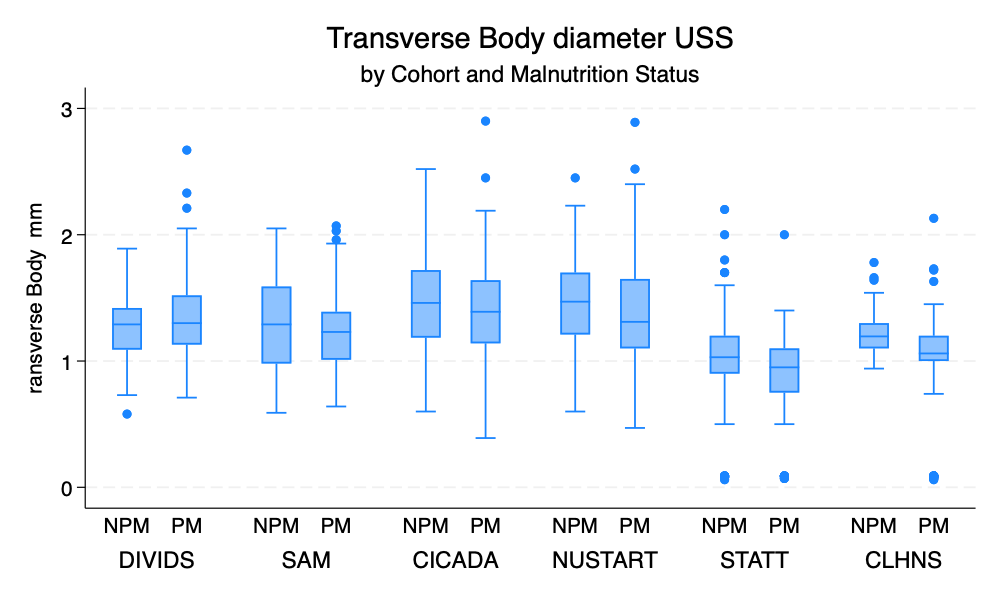 Transverse Body diameter USS
by Cohort and Malnutrition Status
ransverse Body  mm
3
2
1
0
NPM PM NPM PM NPM PM NPM PM NPM PM NPM PM
DIVIDS SAM CICADA NUSTART STATT CLHNS